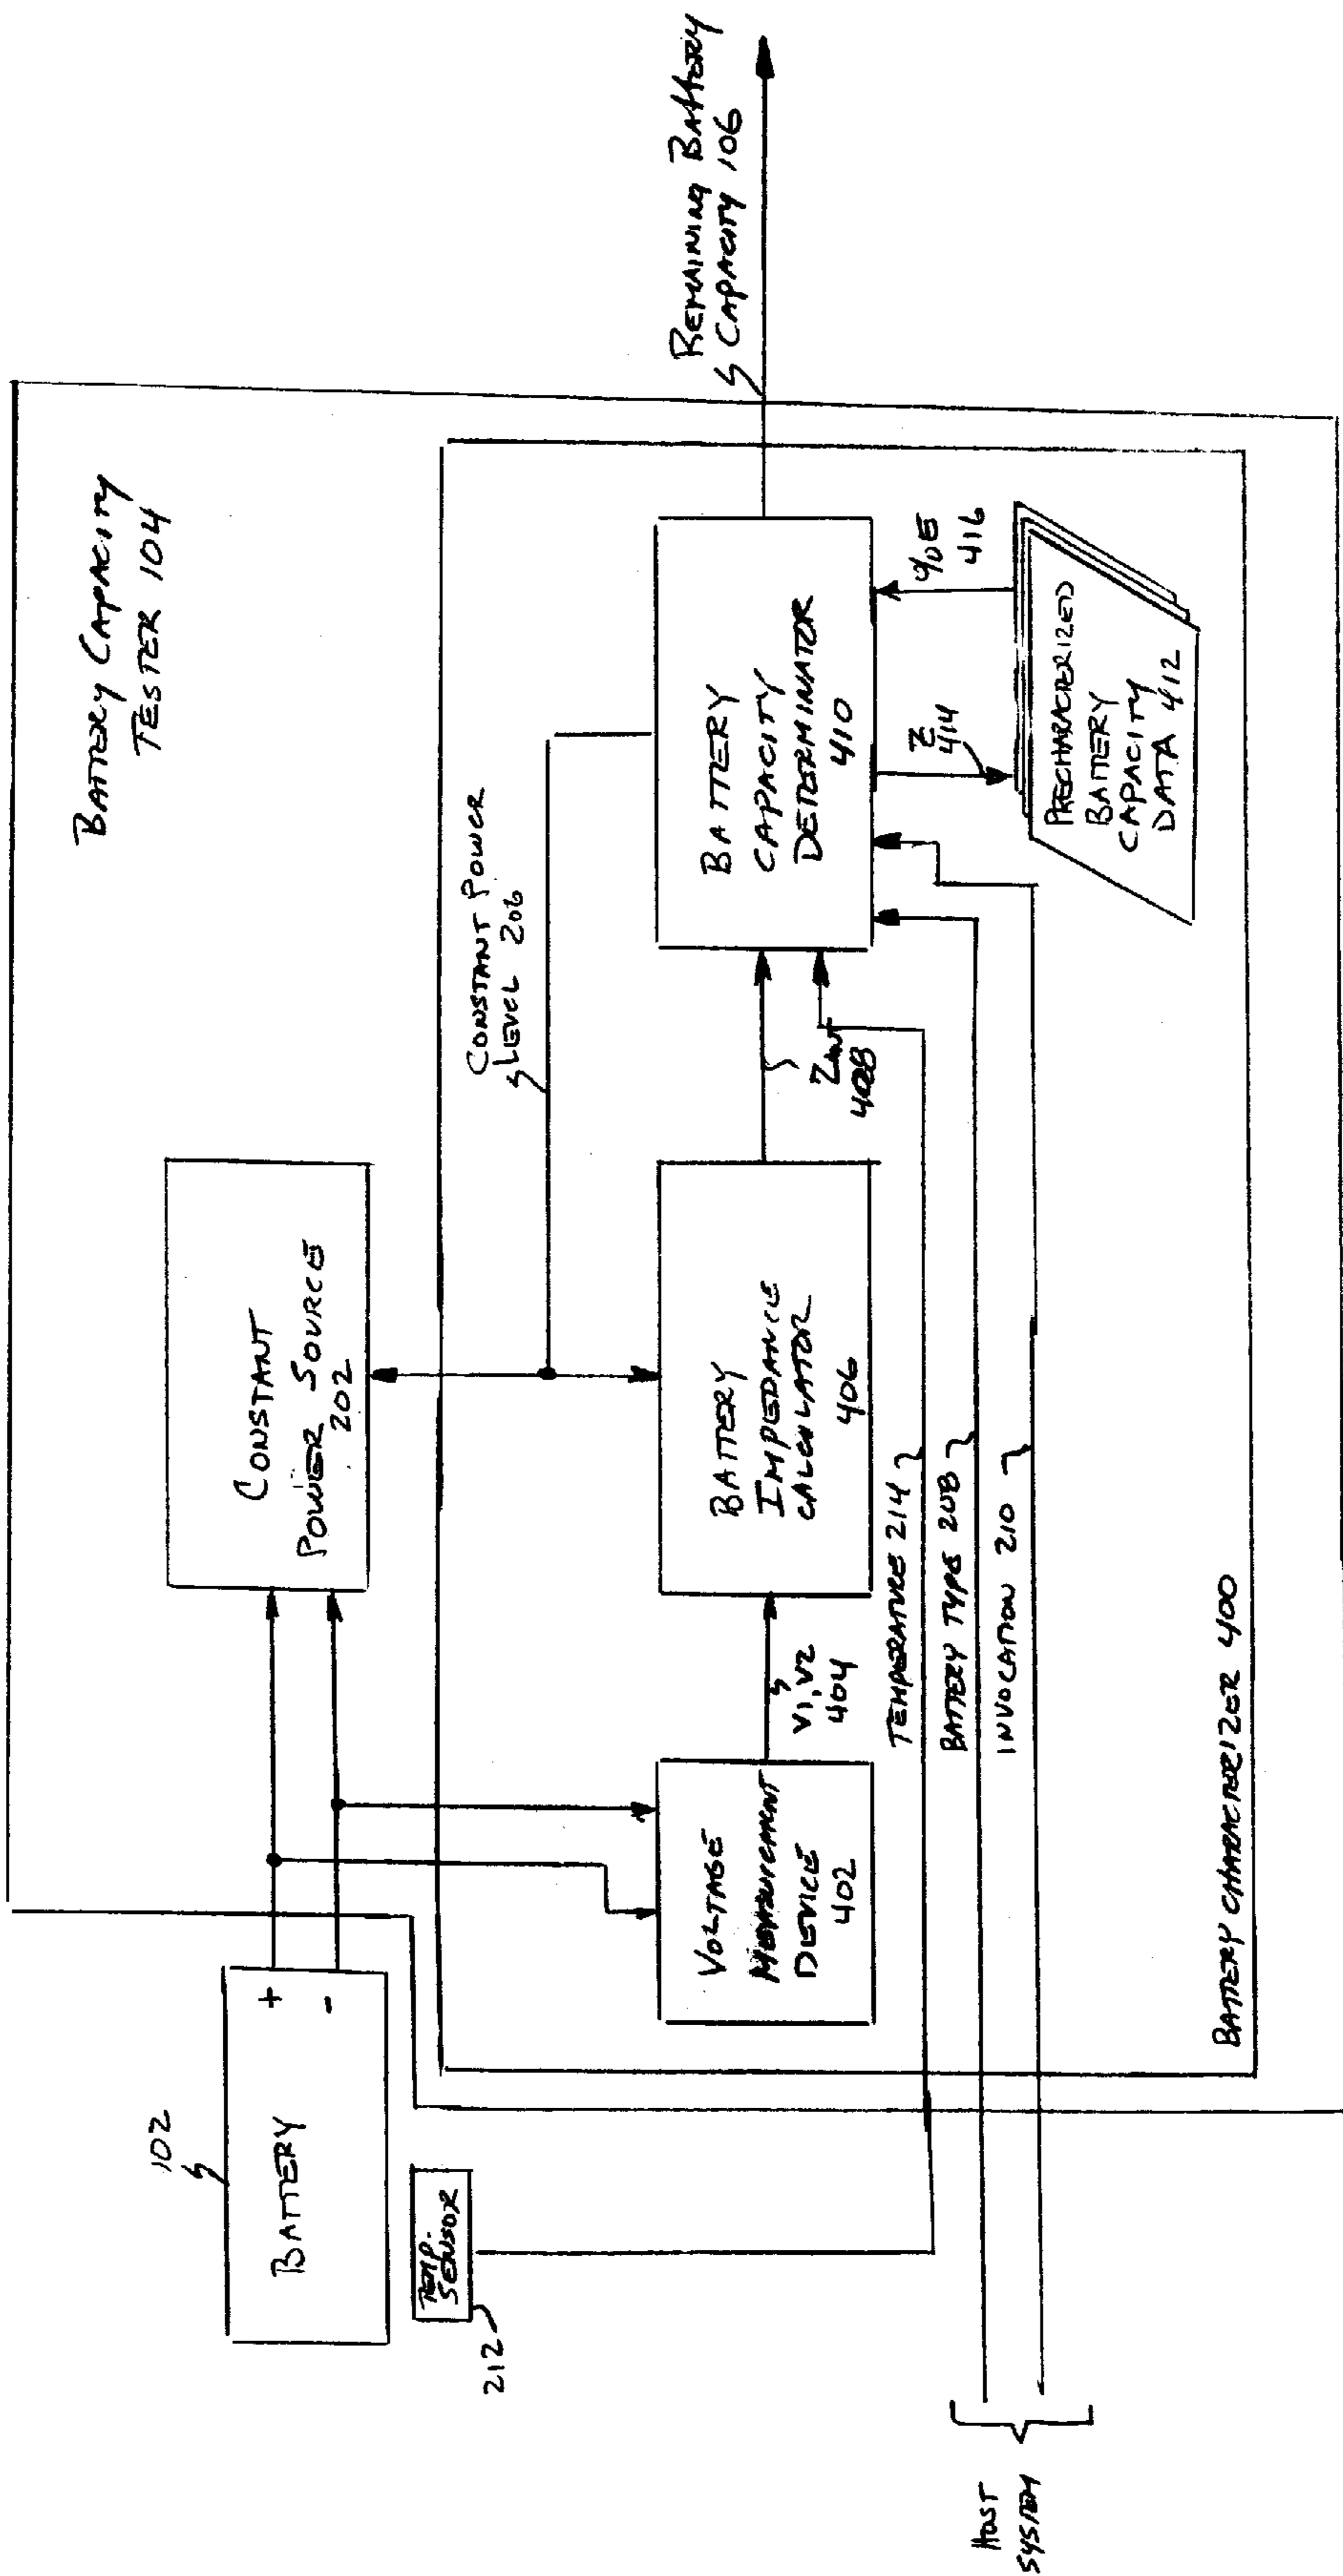 BATTERY CAPACITY
TESTER 104
102
BATTERY
+
-
TEMP.
SENSOR
212
CONSTANT
POWER SOURCE
202
CONSTANT POWER
LEVEL 206
REMAINING BATTERY
CAPACITY 106
VOLTAGE
MEASUREMENT
DEVICE
402
V1, V2
404
BATTERY
IMPEDANCE
CALCULATOR
406
ZINT
408
BATTERY
CAPACITY
DETERMINATOR
410
Z
414
%E
416
PRECHARACTERIZED
BATTERY
CAPACITY
DATA 412
TEMPERATURE 214
BATTERY TYPE 208
INVOCATION 210
HOST
SYSTEM
BATTERY CHARACTERIZER 400